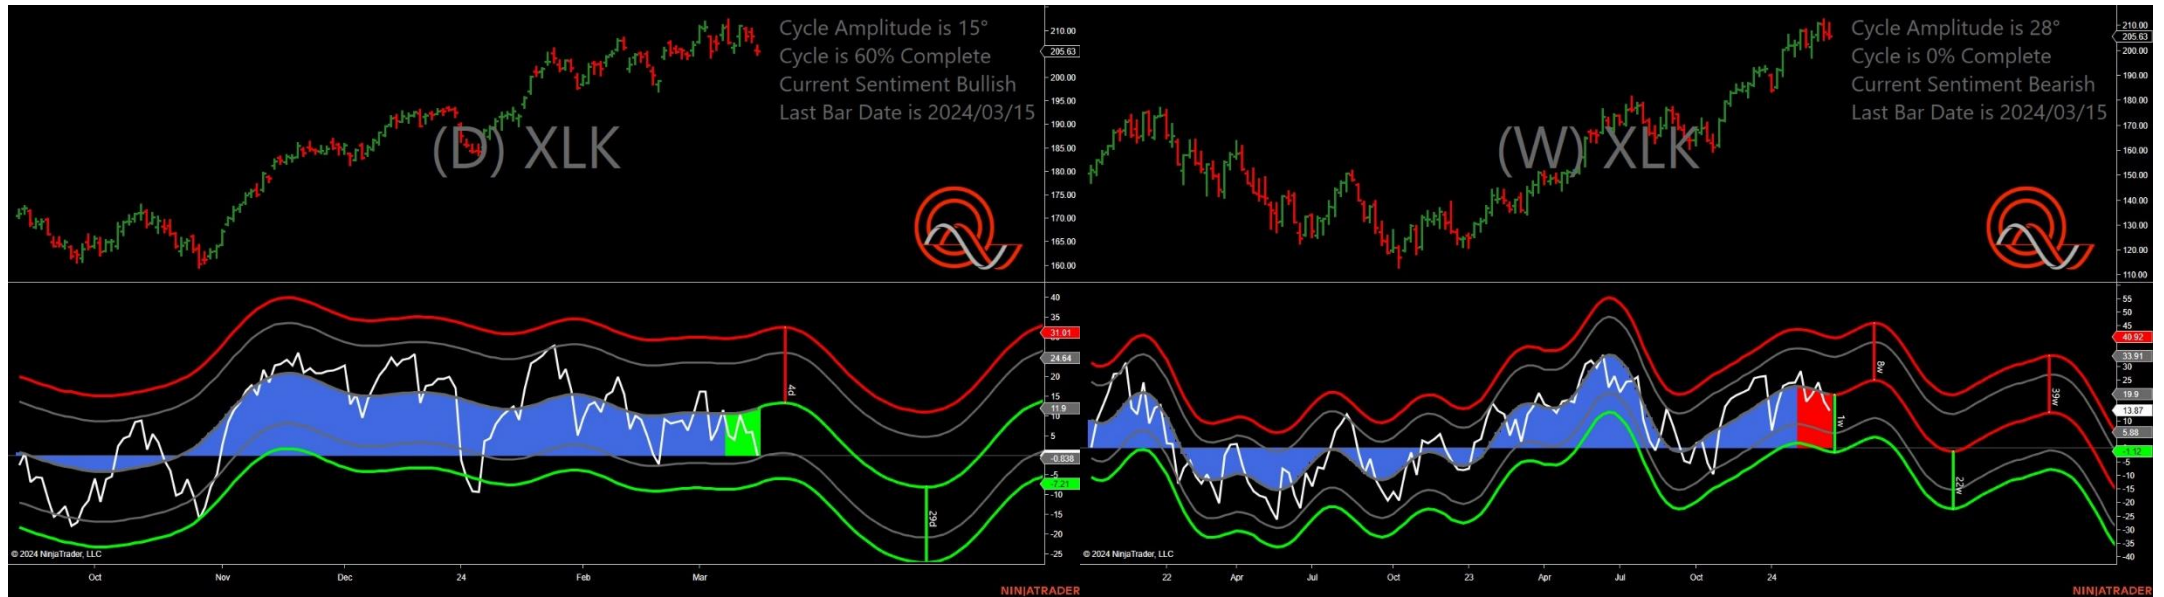 Cycle Amplitude is 15°
Cycle is 60% Complete
Current Sentiment Bullish
Last Bar Date is 2024/03/15
(D) XLK
210.00
205.63
200.00
195.00
190.00
185.00
180.00
175.00
170.00
165.00
160.00
40
31.01
24.64
20
15
11.9
10
5
-0.838
-7.21
-10
-15
-20
-25
4d
29d
© 2024 NinjaTrader, LLC
Oct
Nov
Dec
24
Feb
Mar
NINJATRADER
Cycle Amplitude is 28°
Cycle is 0% Complete
Current Sentiment Bearish
Last Bar Date is 2024/03/15
(W) XLK
210.00
205.63
200.00
190.00
180.00
170.00
160.00
150.00
140.00
130.00
120.00
110.00
55
50
45
40.92
33.91
30
25
19.9
13.87
10
5.88
-1.12
-5
-10
-15
-20
-25
-30
-35
-40
8w
39w
1w
22w
© 2024 NinjaTrader, LLC
22
Apr
Jul
Oct
23
Apr
Jul
Oct
24
NINJATRADER